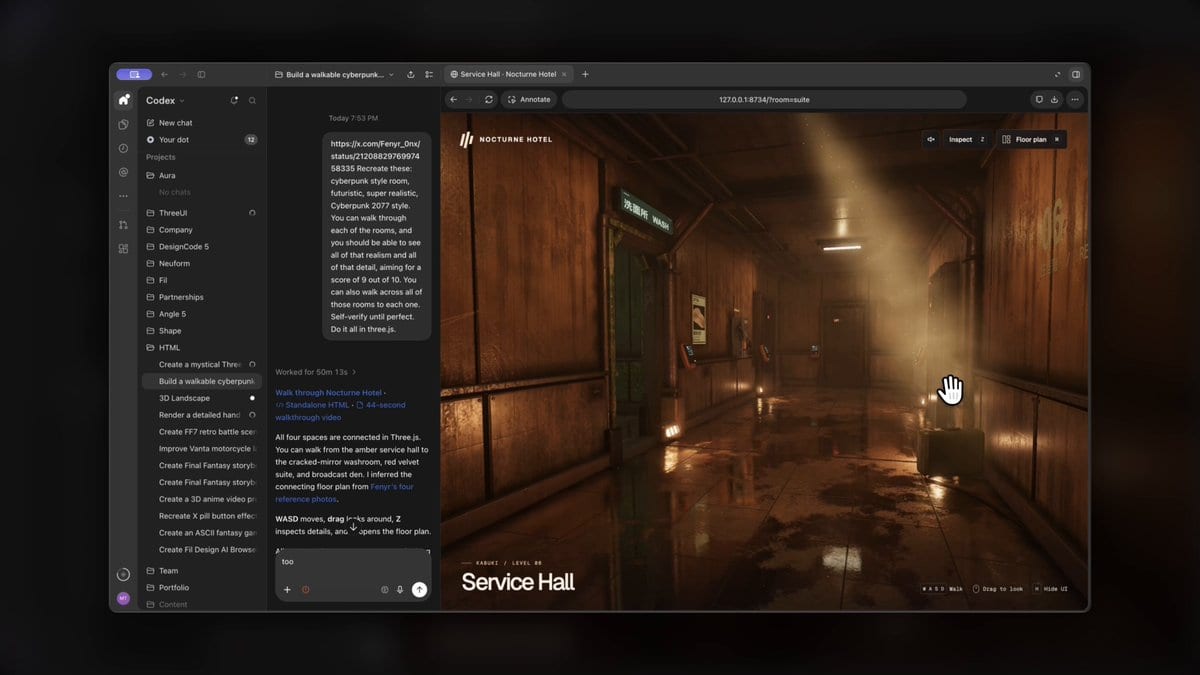 Build a walkable cyberpunk...
Service Hall · Nocturne Hotel
Codex
New chat
Your dot
12
Projects
Aura
No chats
ThreeUI
Company
DesignCode 5
Neuform
Fil
Partnerships
Angle 5
Shape
HTML
Create a mystical Three
Build a walkable cyberpunk
3D Landscape
Render a detailed hand
Create FF7 retro battle scen
Improve Vanta motorcycle
Create Final Fantasy storyb
Create Final Fantasy storyb
Create a 3D anime video pr
Recreate X pill button effec
Create an ASCII fantasy gam
Create Fil Design AI Browse
Team
Portfolio
Content
MT
Today 7:53 PM
https://x.com/Fenyr_0nx/
status/21208829769974
58335 Recreate these:
cyberpunk style room,
futuristic, super realistic,
Cyberpunk 2077 style.
You can walk through
each of the rooms, and
you should be able to see
all of that realism and all
of that detail, aiming for a
score of 9 out of 10. You
can also walk across all of
those rooms to each one.
Self-verify until perfect.
Do it all in three.js.
Worked for 50m 13s
Walk through Nocturne Hotel ·
Standalone HTML · 44-second
walkthrough video
All four spaces are connected in Three.js.
You can walk from the amber service hall to
the cracked-mirror washroom, red velvet
suite, and broadcast den. I inferred the
connecting floor plan from Fenyr's four
reference photos.
WASD moves, drag looks around, Z
inspects details, and opens the floor plan.
too
Annotate
127.0.0.1:8734/?room=suite
NOCTURNE HOTEL
Inspect Z
Floor plan M
洗面所 WASH
06
KABUKI / LEVEL 06
Service Hall
W A S D Walk
Drag to look
H Hide UI